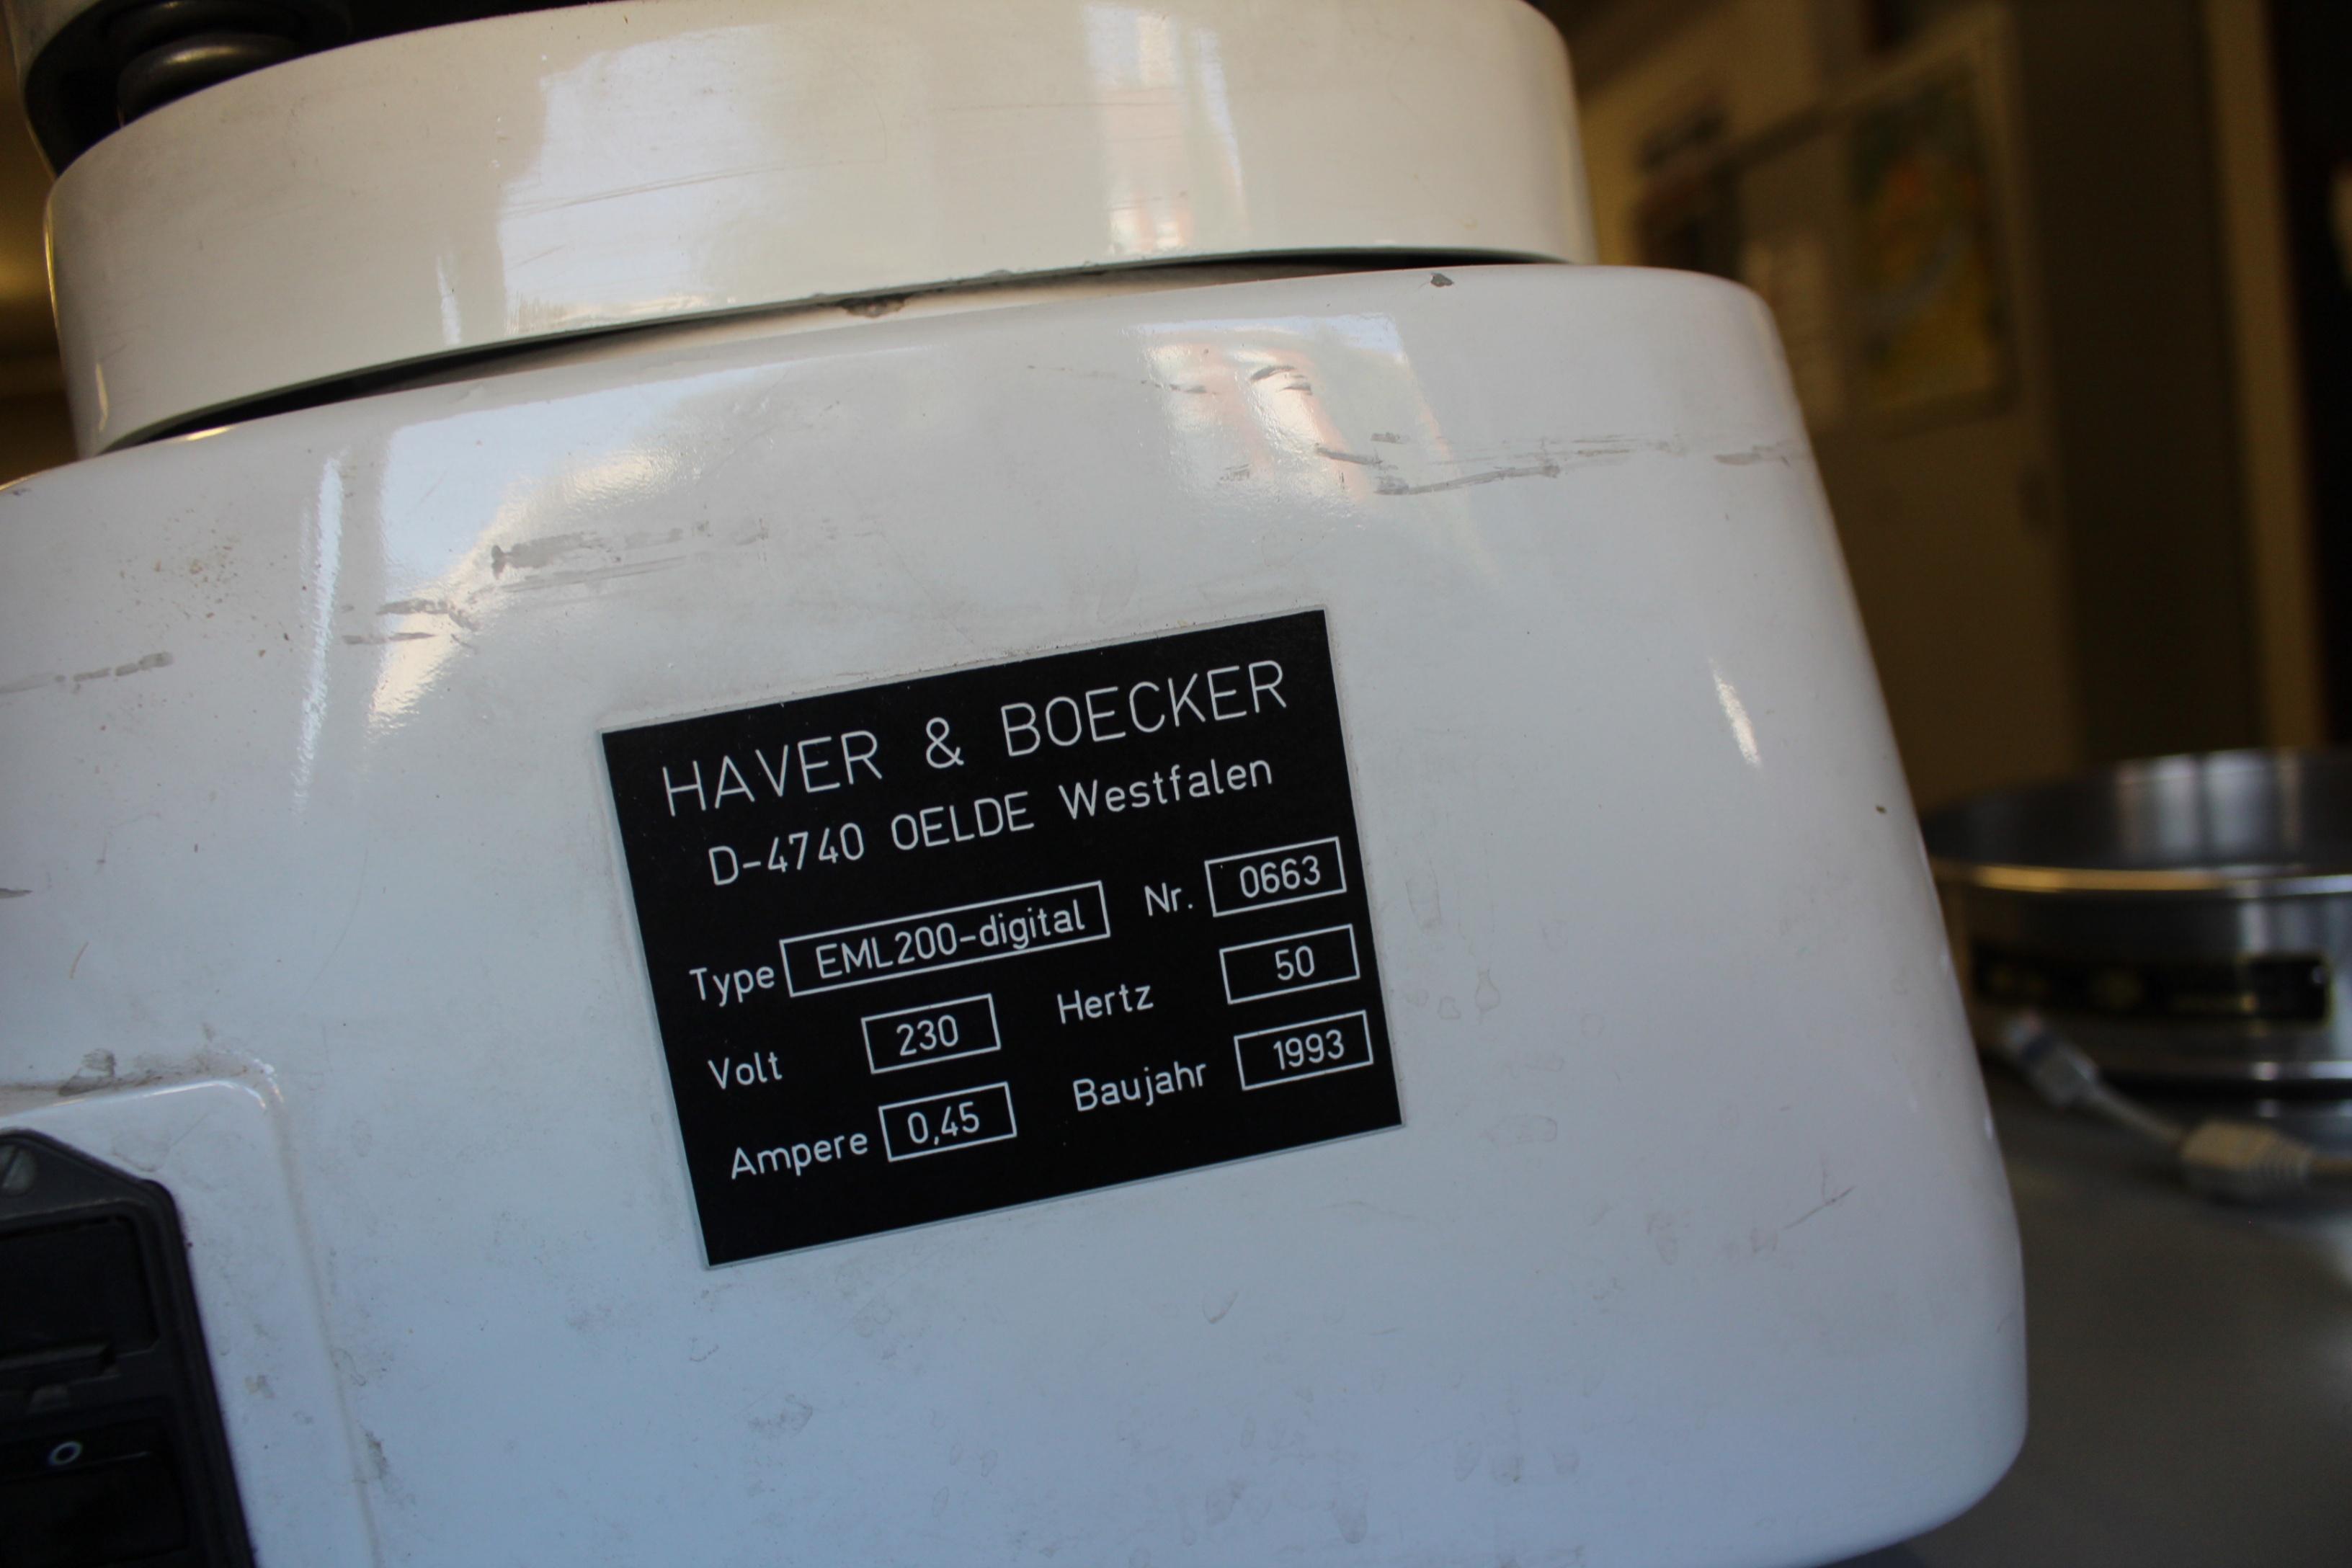 HAVER & BOECKER
D-4740 OELDE Westfalen
Type EML200-digital Nr. 0663
Volt 230 Hertz 50
Ampere 0,45 Baujahr 1993